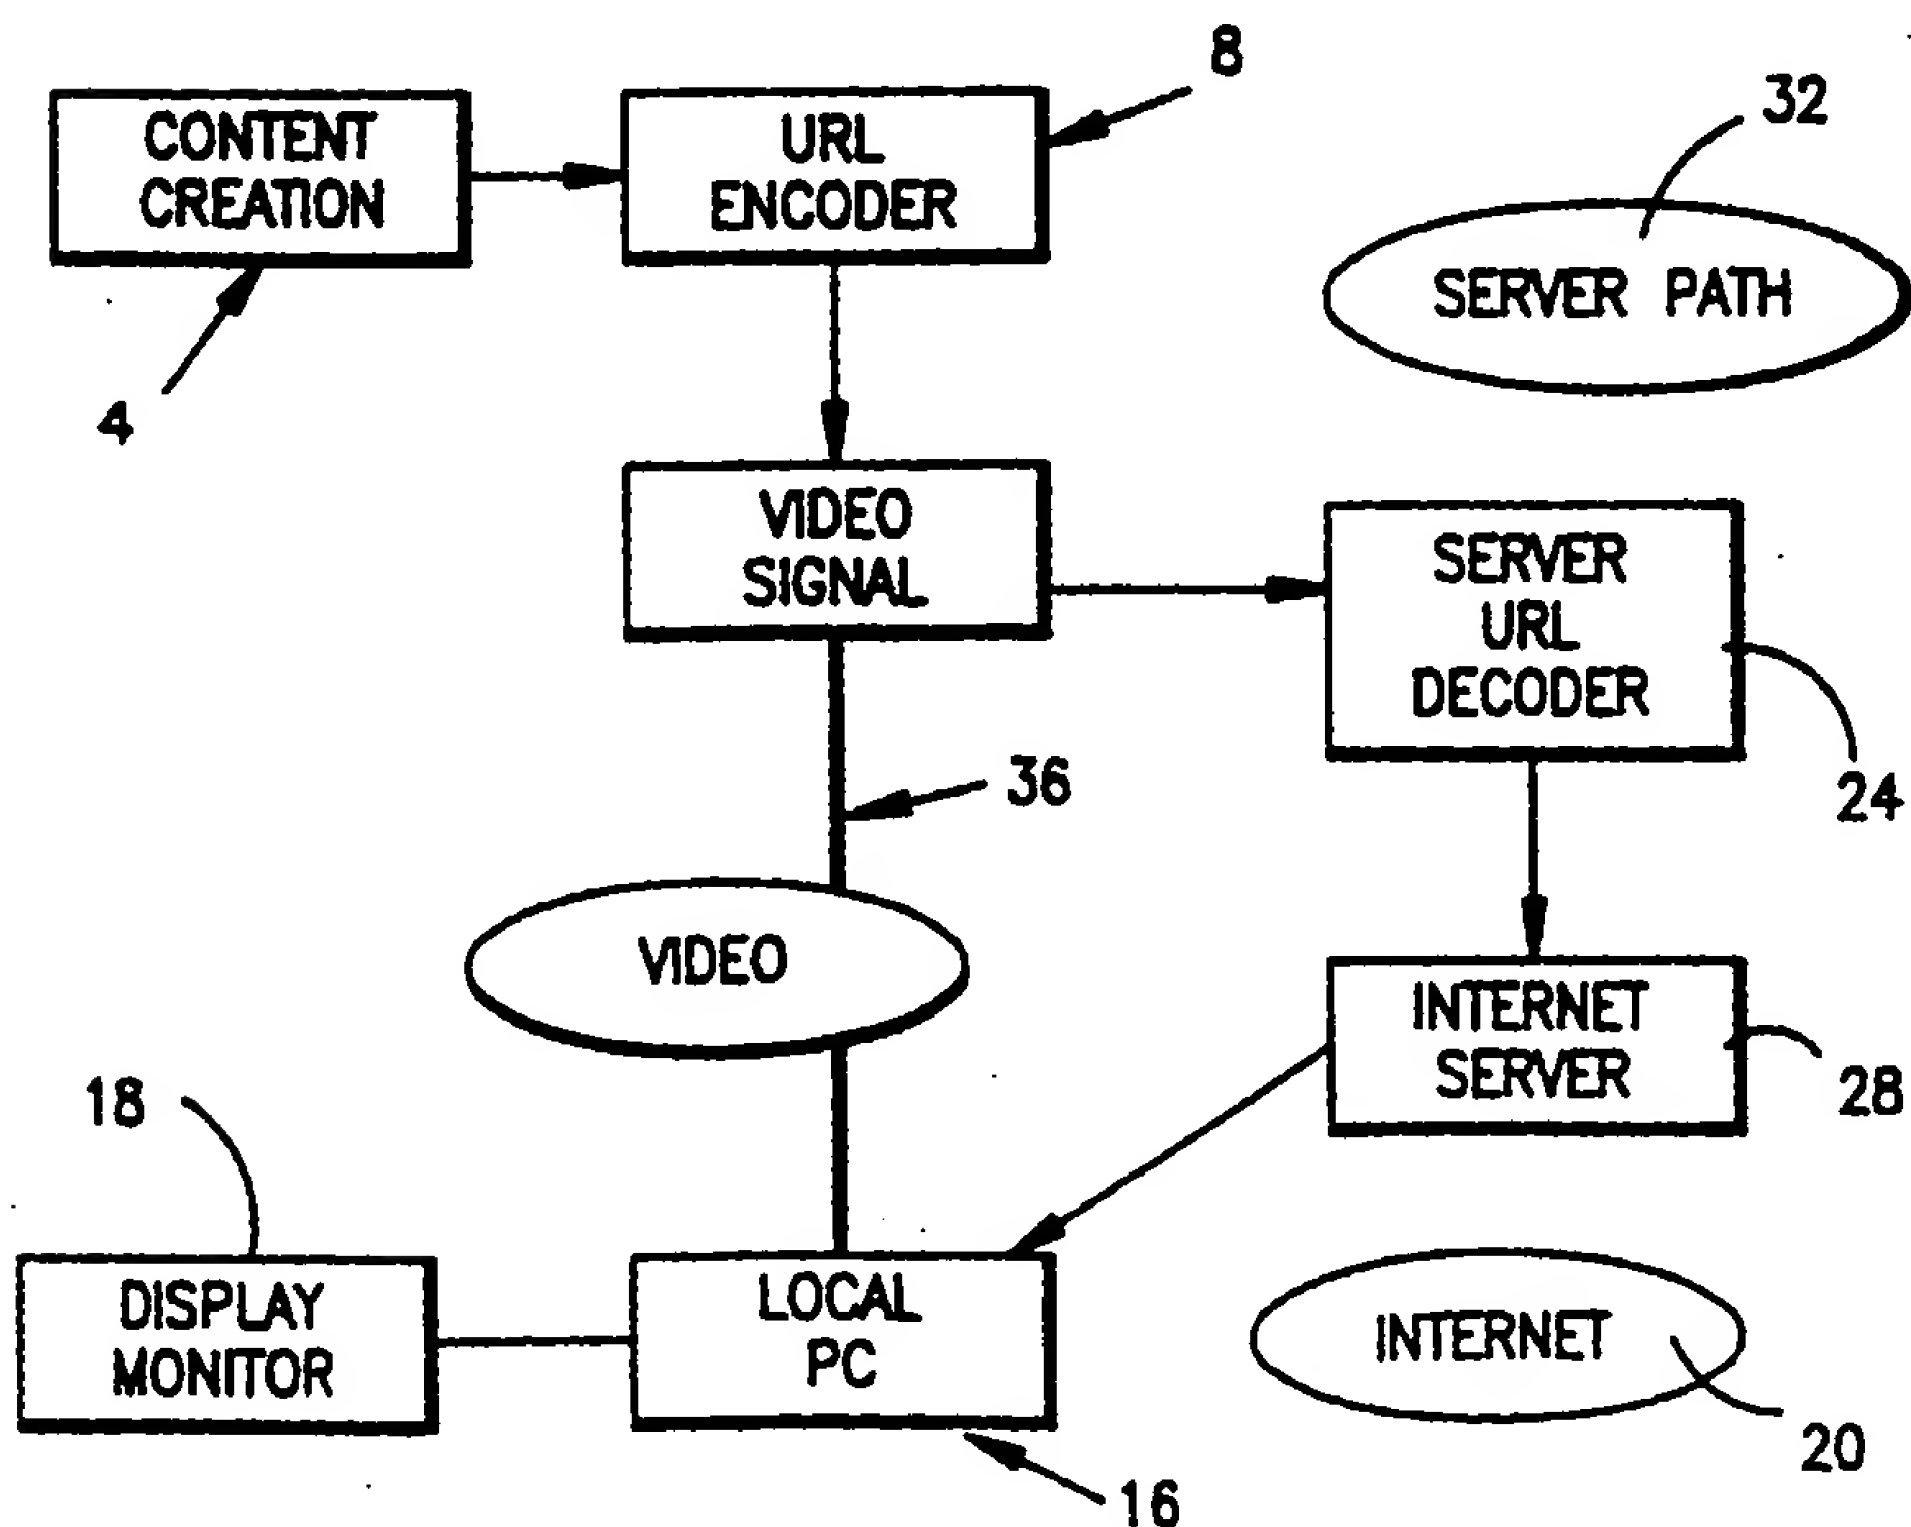 8
32
CONTENT
CREATION
URL
ENCODER
SERVER PATH
4
VIDEO
SIGNAL
SERVER
URL
DECODER
36
24
VIDEO
INTERNET
SERVER
18
28
DISPLAY
MONITOR
LOCAL
PC
INTERNET
20
16